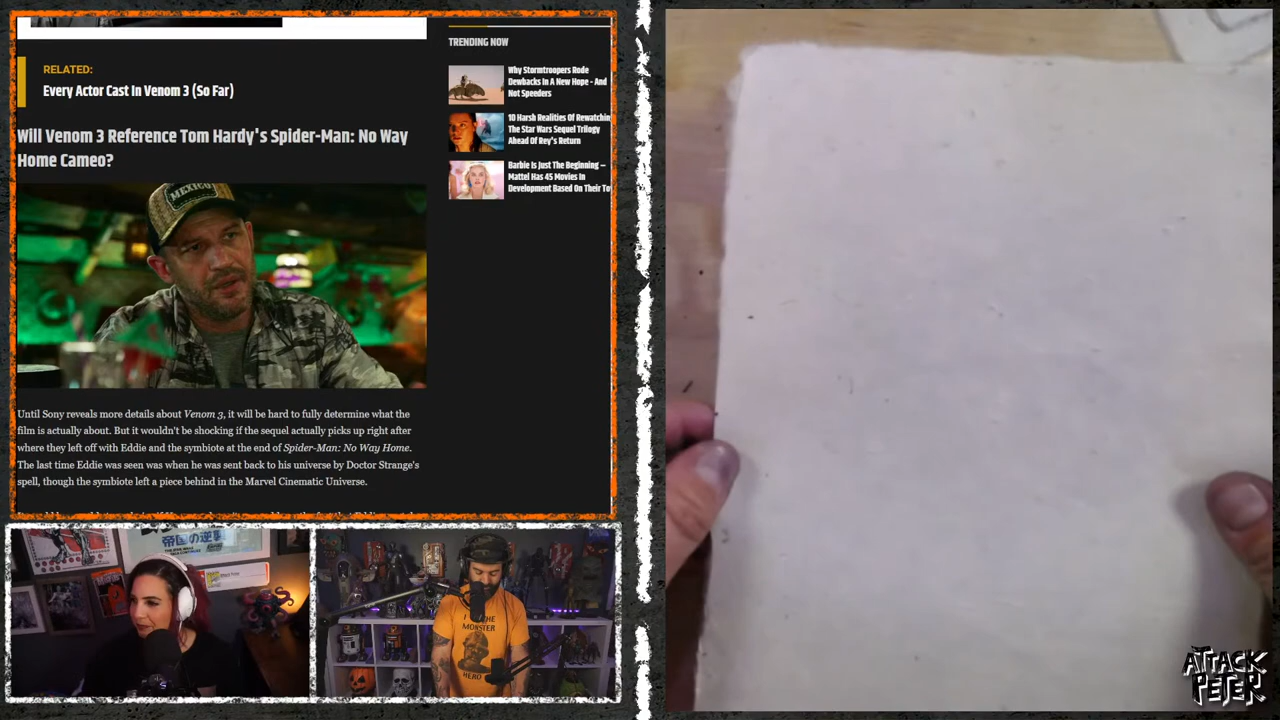 RELATED:
Every Actor Cast In Venom 3 (So Far)
Will Venom 3 Reference Tom Hardy's Spider-Man: No Way
Home Cameo?
MEXICO
Until Sony reveals more details about Venom 3, it will be hard to fully determine what the
film is actually about. But it wouldn't be shocking if the sequel actually picks up right after
where they left off with Eddie and the symbiote at the end of Spider-Man: No Way Home.
The last time Eddie was seen was when he was sent back to his universe by Doctor Strange's
spell, though the symbiote left a piece behind in the Marvel Cinematic Universe.
TRENDING NOW
Why Stormtroopers Rode
Dewbacks In A New Hope - And
Not Speeders
10 Harsh Realities Of Rewatching
The Star Wars Sequel Trilogy
Ahead Of Rey's Return
Barbie Is Just The Beginning –
Mattel Has 45 Movies In
Development Based On Their To
帝国の逆事
MONSTER
HERO
ATTACK
PETER